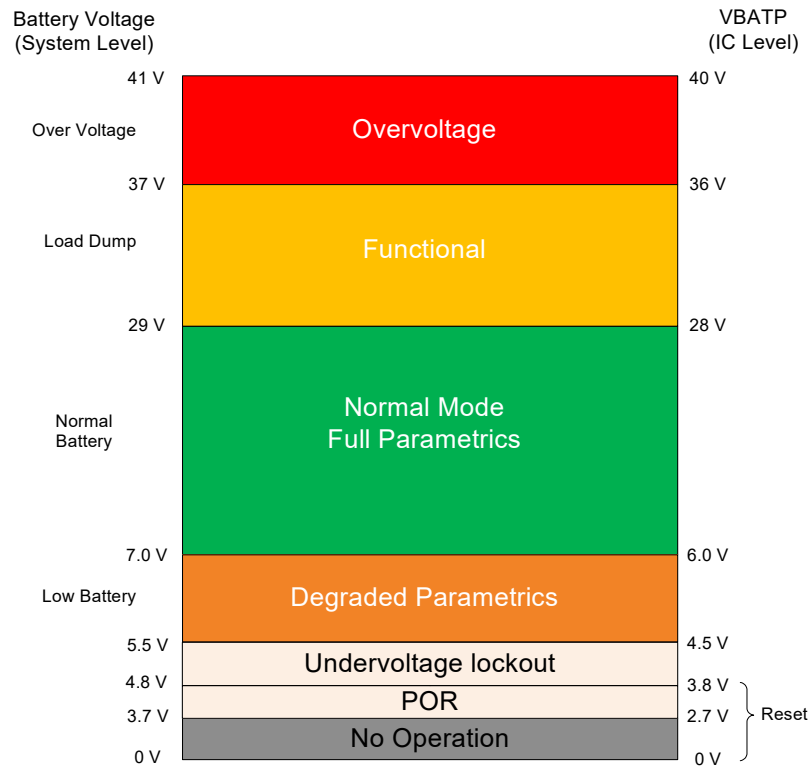 Battery Voltage
(System Level)
VBATP
(IC Level)
41 V
40 V
Over Voltage
Overvoltage
37 V
36 V
Load Dump
Functional
29 V
28 V
Normal
Battery
Normal Mode
Full Parametrics
7.0 V
6.0 V
Low Battery
Degraded Parametrics
5.5 V
4.5 V
Undervoltage lockout
4.8 V
3.8 V
POR
3.7 V
2.7 V
Reset
No Operation
0 V
0 V